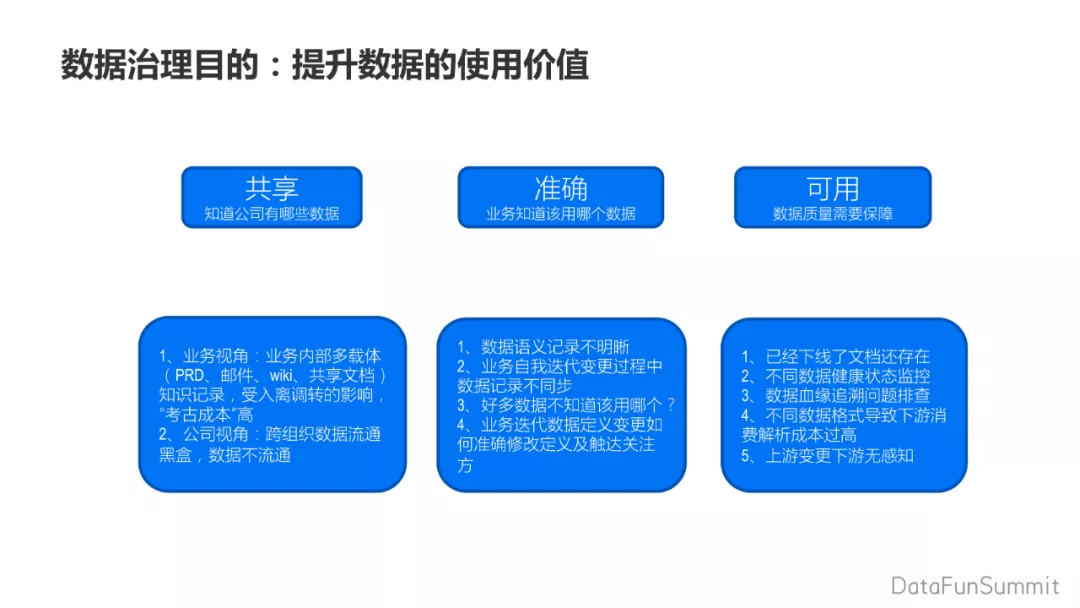 数据治理目的：提升数据的使用价值
共享
知道公司有哪些数据
准确
业务知道该用哪个数据
可用
数据质量需要保障
1、业务视角：业务内部多载体
（PRD、邮件、wiki、共享文档）
知识记录，受入离调转的影响，
“考古成本”高
2、公司视角：跨组织数据流通
黑盒，数据不流通
1、数据语义记录不明晰
2、业务自我迭代变更过程中
数据记录不同步
3、好多数据不知道该用哪个？
4、业务迭代数据定义变更如
何准确修改定义及触达关注
方
1、已经下线了文档还存在
2、不同数据健康状态监控
3、数据血缘追溯问题排查
4、不同数据格式导致下游消
费解析成本过高
5、上游变更下游无感知
DataFunSummit